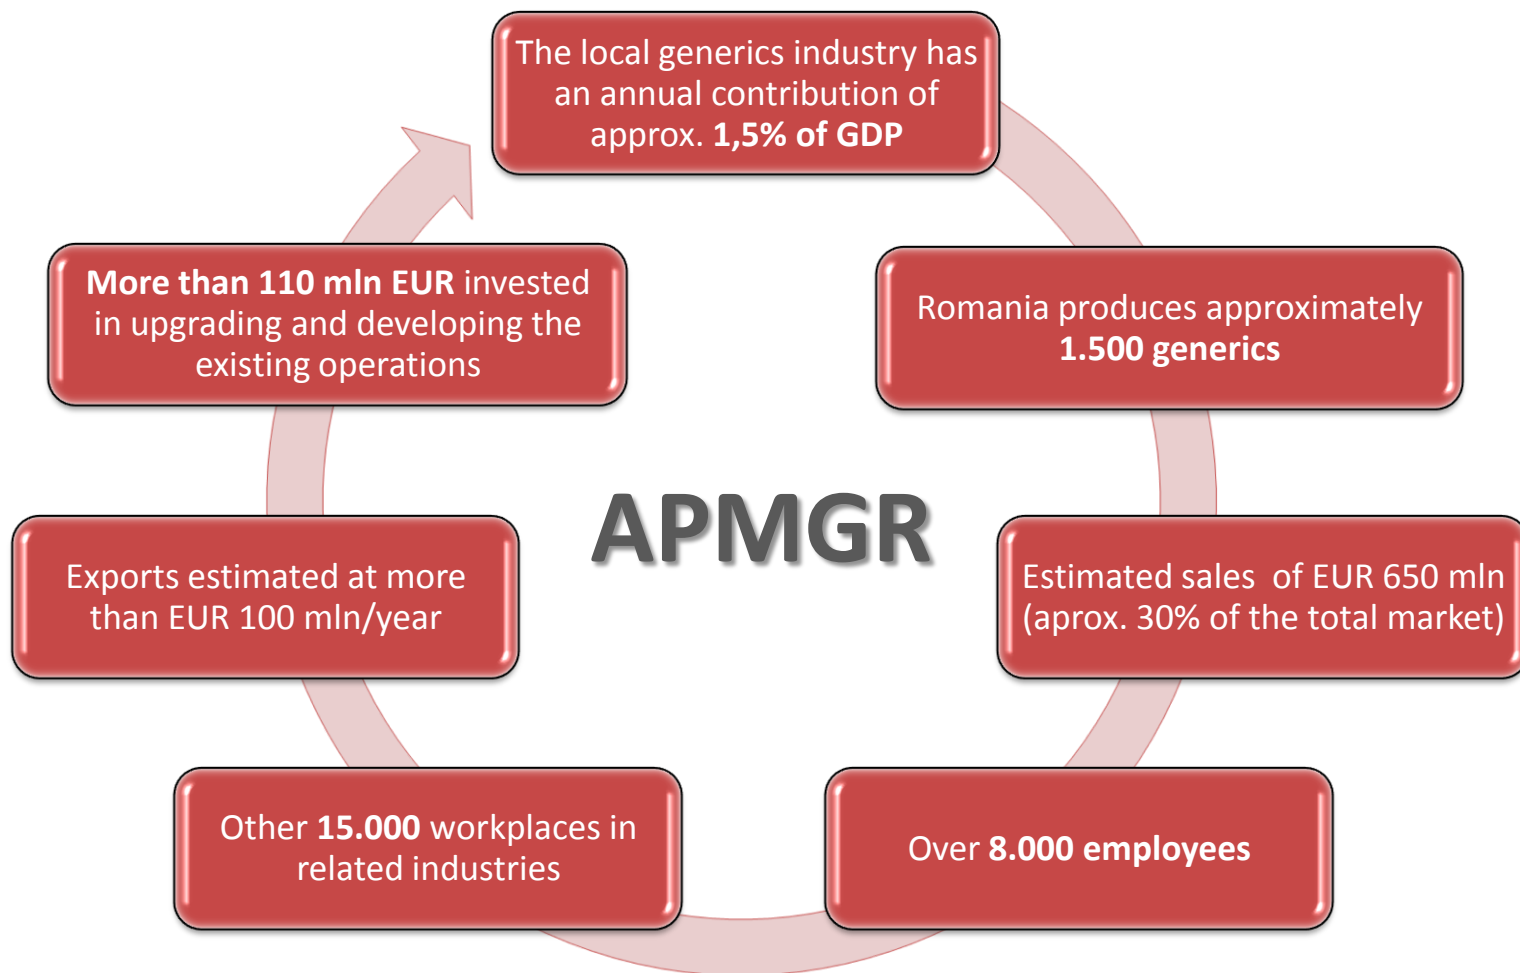 The local generics industry has
an annual contribution of
approx. 1,5% of GDP
Romania produces approximately
1.500 generics
Estimated sales  of EUR 650 mln
(aprox. 30% of the total market)
Over 8.000 employees
Other 15.000 workplaces in
related industries
Exports estimated at more
than EUR 100 mln/year
More than 110 mln EUR invested
in upgrading and developing the
existing operations
APMGR